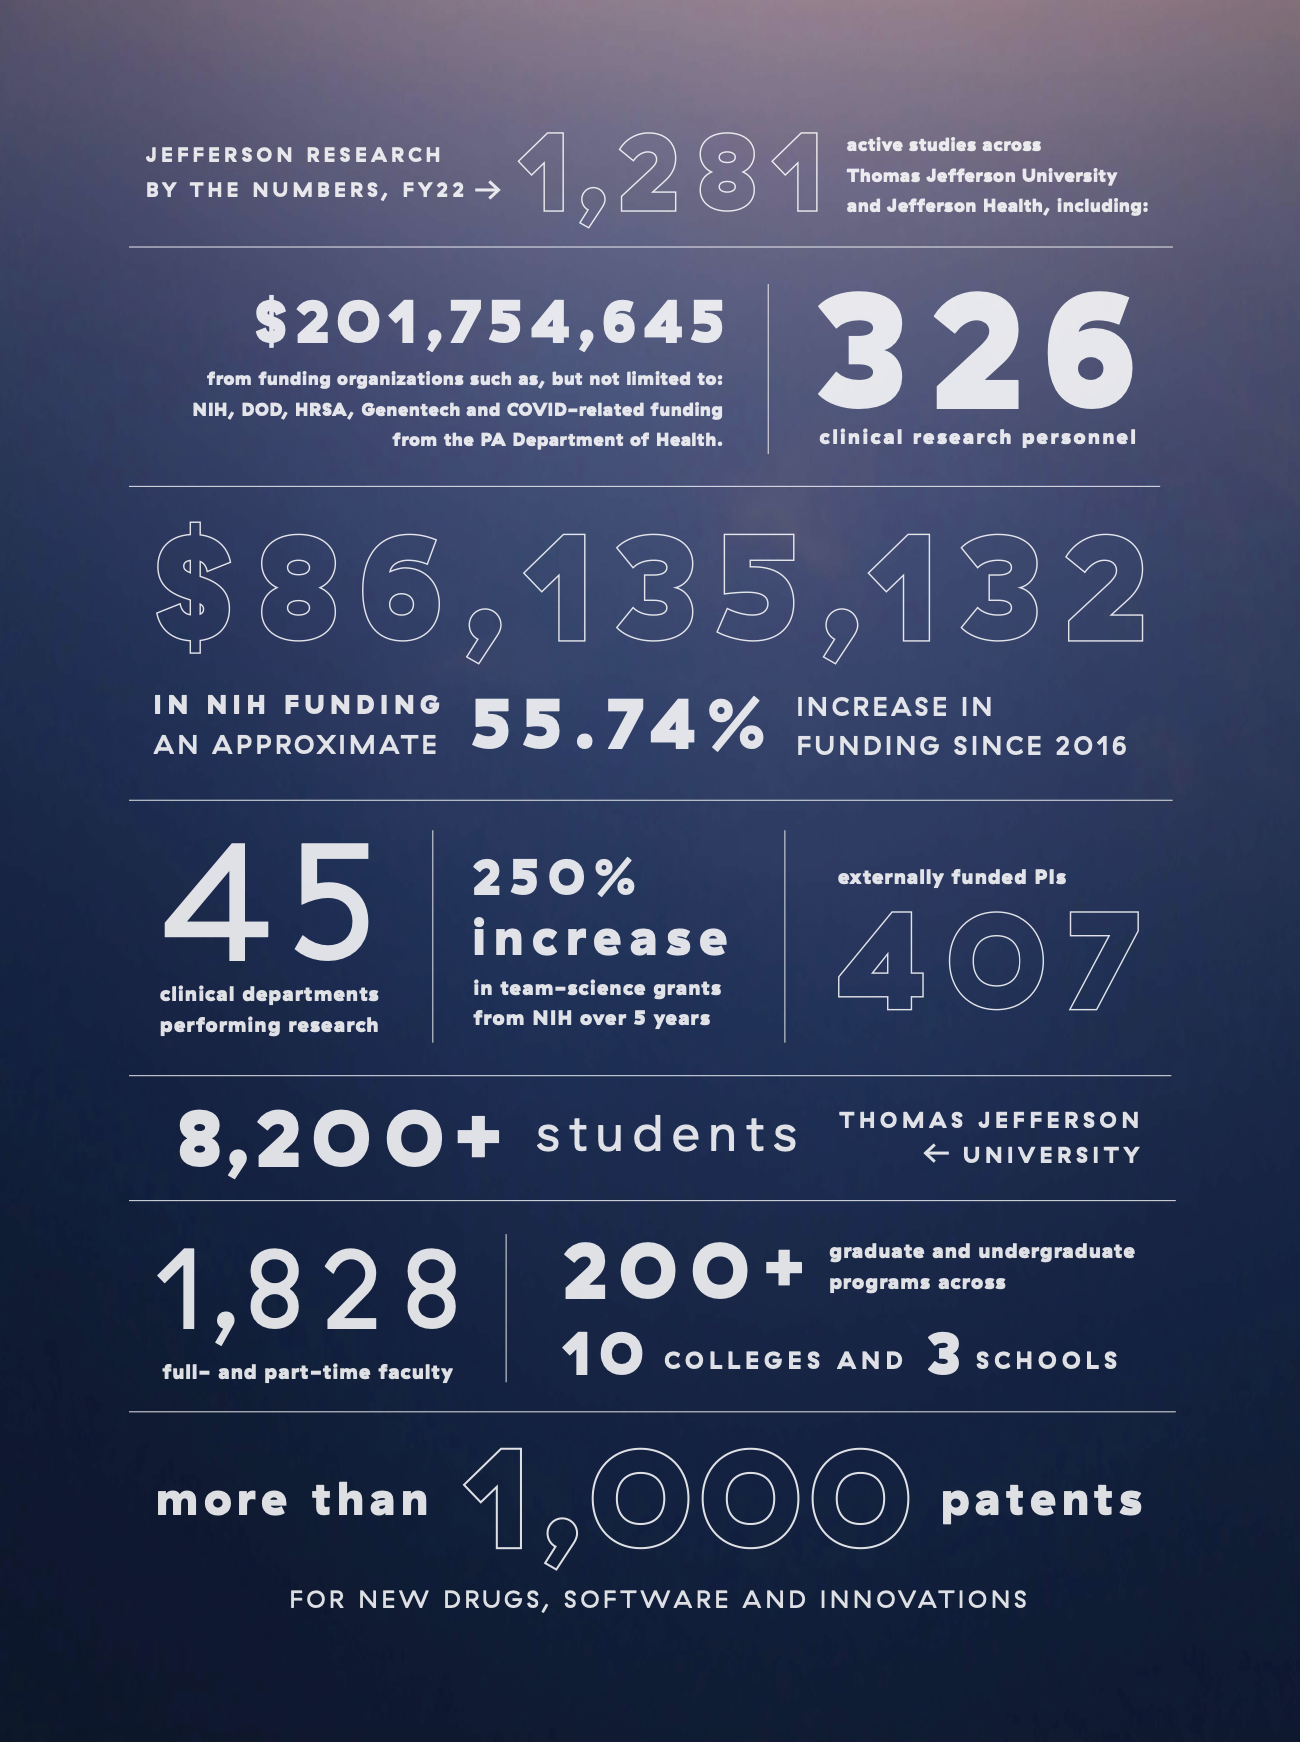 JEFFERSON RESEARCH
BY THE NUMBERS, FY22 →
1,281
active studies across
Thomas Jefferson University
and Jefferson Health, including:
$201,754,645
from funding organizations such as, but not limited to:
NIH, DOD, HRSA, Genentech and COVID-related funding
from the PA Department of Health.
326
clinical research personnel
$86,135,132
IN NIH FUNDING
AN APPROXIMATE
55.74%
INCREASE IN
FUNDING SINCE 2016
45
clinical departments
performing research
250%
increase
in team-science grants
from NIH over 5 years
externally funded PIs
407
8,200+ students
THOMAS JEFFERSON
← UNIVERSITY
1,828
full- and part-time faculty
200+
graduate and undergraduate
programs across
10 COLLEGES AND 3 SCHOOLS
more than 1,000 patents
FOR NEW DRUGS, SOFTWARE AND INNOVATIONS